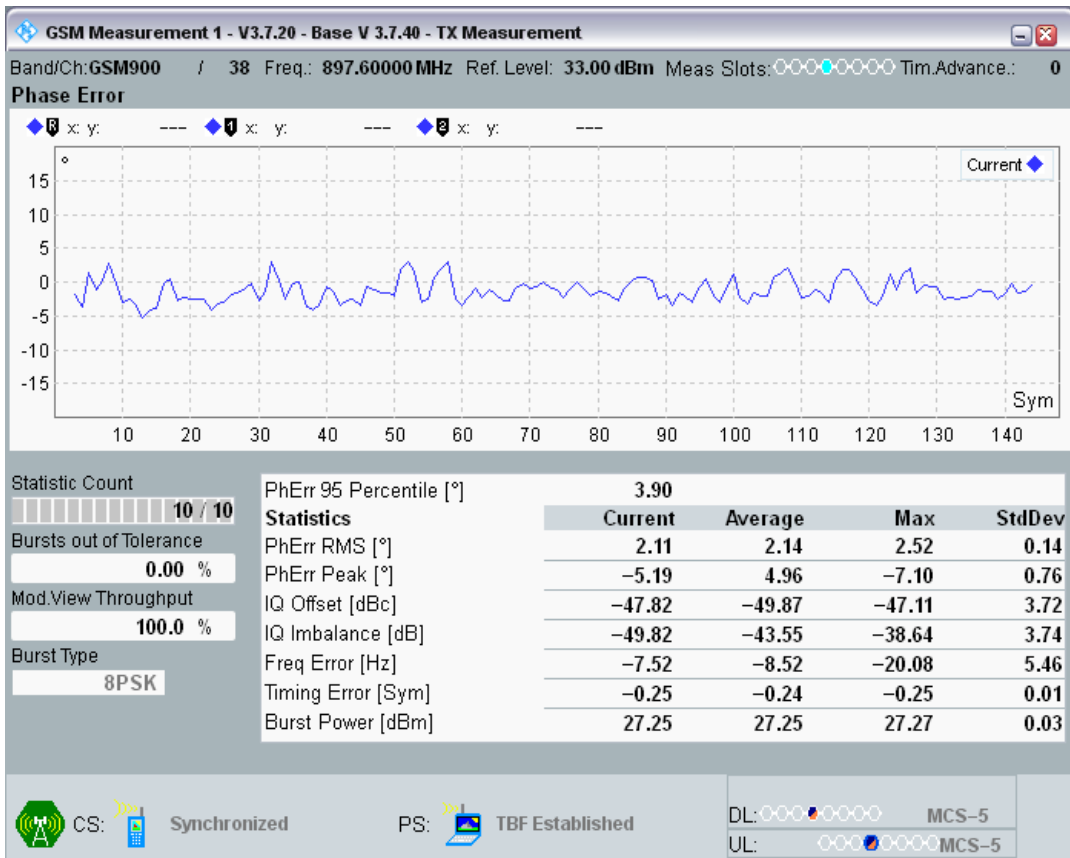 GSM Measurement 1 - V3.7.20 - Base V 3.7.40 - TX Measurement
Band/Ch:GSM900 / 38 Freq.: 897.60000 MHz Ref. Level: 33.00 dBm Meas Slots: Tim.Advance.: 0
Phase Error
R x: y: --- 1 x: y: --- 2 x: y: ---
° Current
15
10
5
0
-5
-10
-15
Sym
10 20 30 40 50 60 70 80 90 100 110 120 130 140
Statistic Count
10 / 10
Bursts out of Tolerance
0.00 %
Mod.View Throughput
100.0 %
Burst Type
8PSK
PhErr 95 Percentile [°] 3.90
Statistics Current Average Max StdDev
PhErr RMS [°] 2.11 2.14 2.52 0.14
PhErr Peak [°] −5.19 4.96 −7.10 0.76
IQ Offset [dBc] −47.82 −49.87 −47.11 3.72
IQ Imbalance [dB] −49.82 −43.55 −38.64 3.74
Freq Error [Hz] −7.52 −8.52 −20.08 5.46
Timing Error [Sym] −0.25 −0.24 −0.25 0.01
Burst Power [dBm] 27.25 27.25 27.27 0.03
CS: Synchronized PS: TBF Established
DL: MCS−5
UL: MCS−5